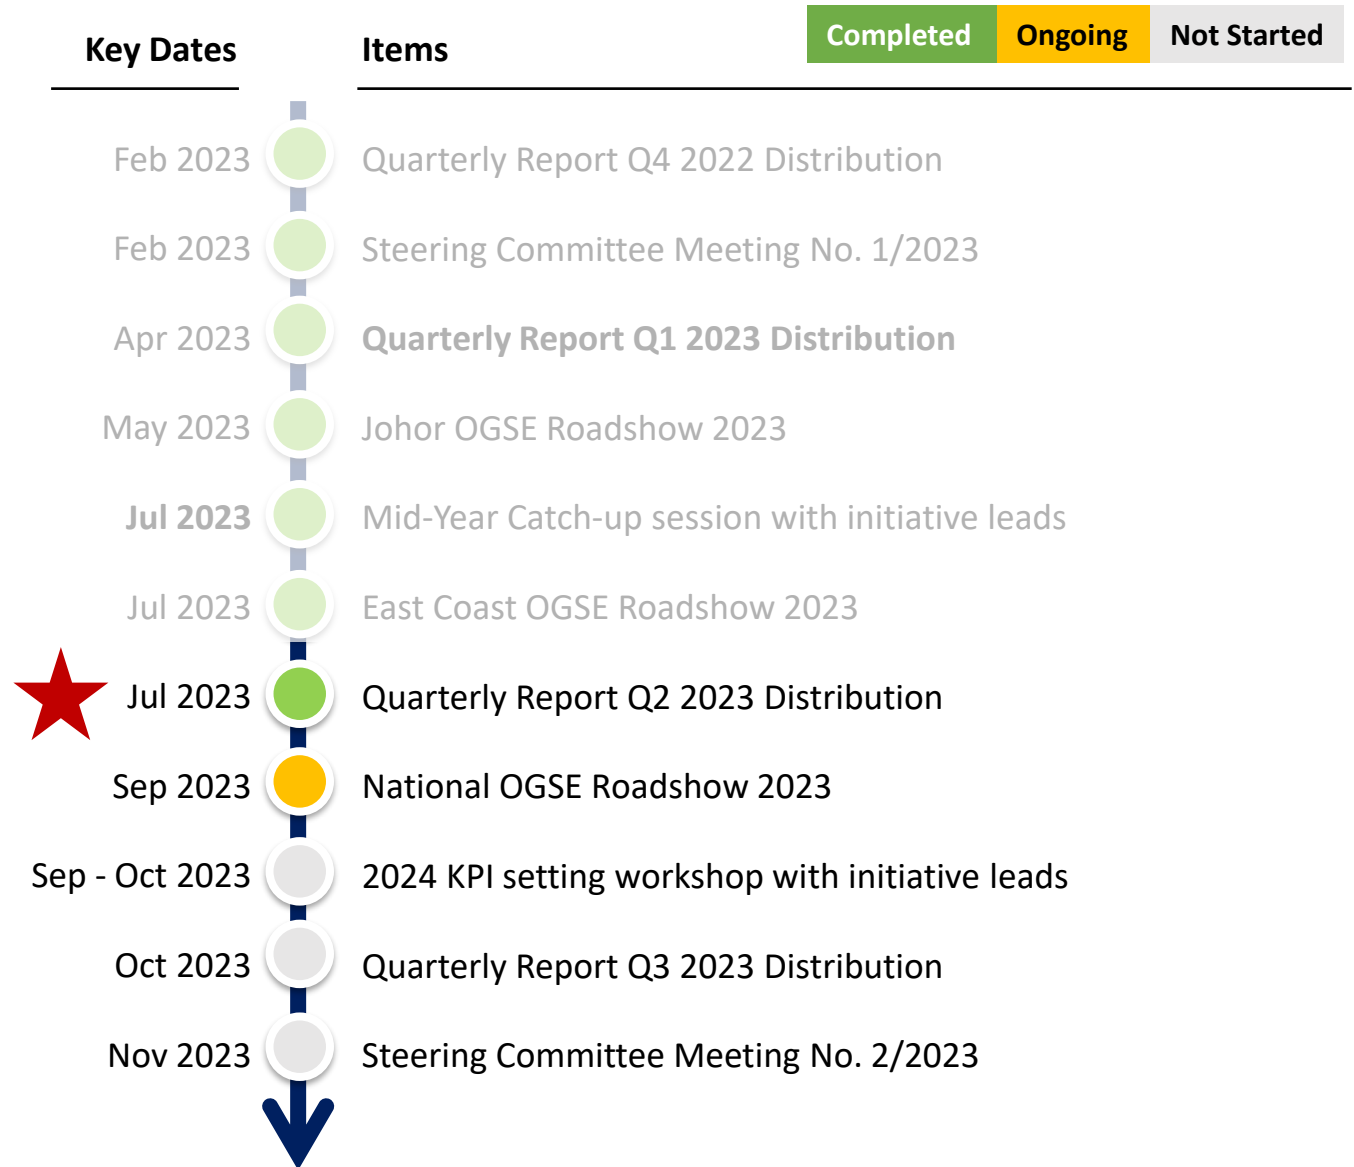 Key Dates Items Completed Ongoing Not Started
Feb 2023 Quarterly Report Q4 2022 Distribution
Feb 2023 Steering Committee Meeting No. 1/2023
Apr 2023 Quarterly Report Q1 2023 Distribution
May 2023 Johor OGSE Roadshow 2023
Jul 2023 Mid-Year Catch-up session with initiative leads
Jul 2023 East Coast OGSE Roadshow 2023
Jul 2023 Quarterly Report Q2 2023 Distribution
Sep 2023 National OGSE Roadshow 2023
Sep - Oct 2023 2024 KPI setting workshop with initiative leads
Oct 2023 Quarterly Report Q3 2023 Distribution
Nov 2023 Steering Committee Meeting No. 2/2023